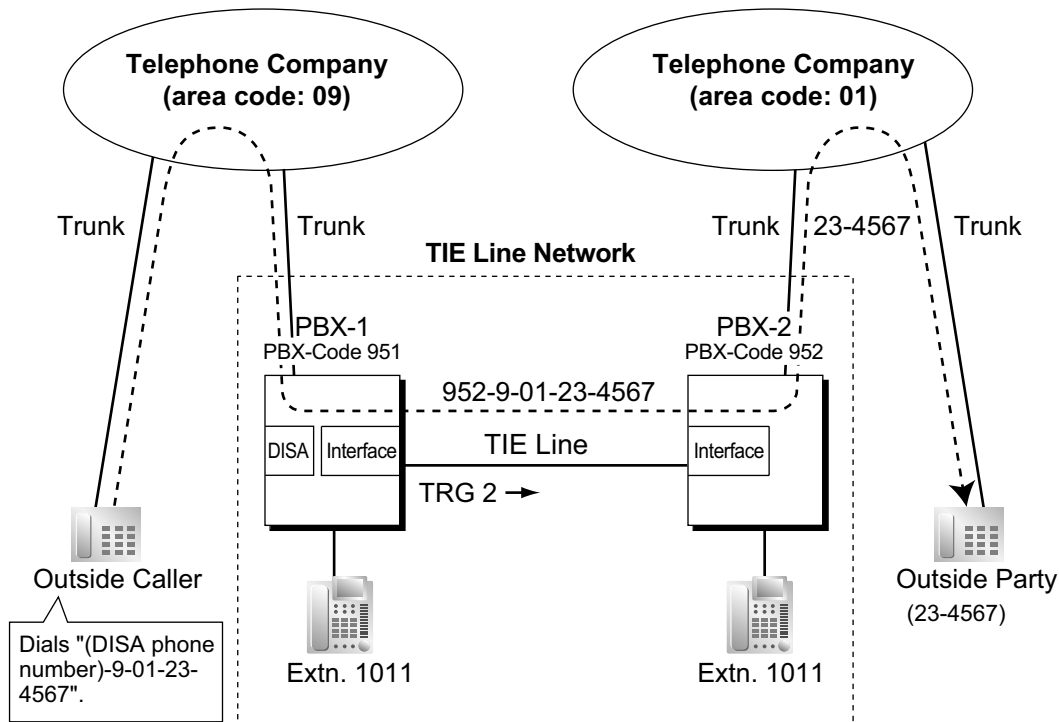 Telephone Company
(area code: 09)
Telephone Company
(area code: 01)
Trunk
Trunk
Trunk
23-4567
Trunk
TIE Line Network
PBX-1
PBX-Code 951
PBX-2
PBX-Code 952
952-9-01-23-4567
DISA
Interface
TIE Line
Interface
TRG 2
Outside Caller
Outside Party
(23-4567)
Dials "(DISA phone
number)-9-01-23-
4567".
Extn. 1011
Extn. 1011